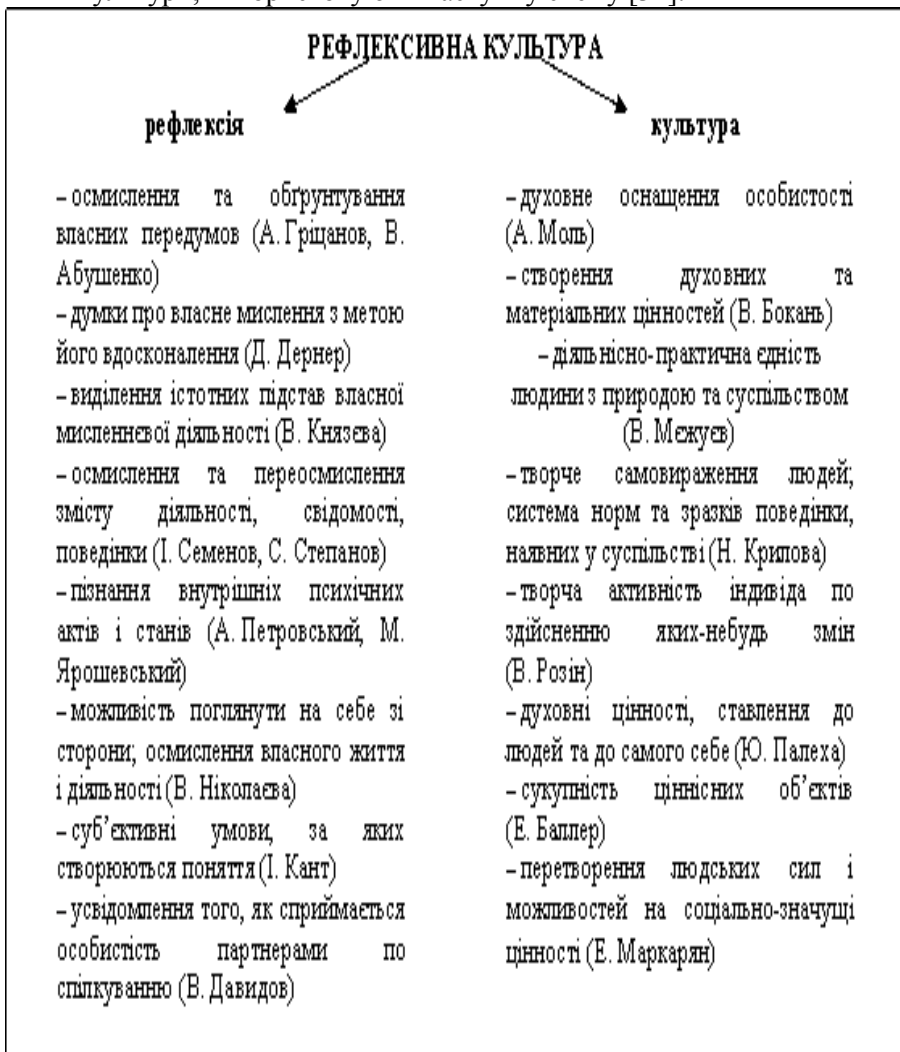 РЕФЛЕКСИВНА КУЛЬТУРА
рефлексія
– осмислення та обґрунтування
власних передумов (А. Гріцанов, В.
Абушенко)
– думки про власне мислення з метою
його вдосконалення (Д. Дернер)
– виділення істотних підстав власної
мисленнєвої діяльності (В. Князєва)
– осмислення та переосмислення
змісту діяльності, свідомості,
поведінки (І. Семенов, С. Степанов)
– пізнання внутрішніх психічних
актів і станів (А. Петровський, М.
Ярошевський)
– можливість поглянути на себе зі
сторони; осмислення власного життя
і діяльності (В. Ніколаєва)
– суб’єктивні умови, за яких
створюються поняття (І. Кант)
– усвідомлення того, як сприймається
особистість партнерами по
спілкуванню (В. Давидов)
культура
– духовне оснащення особистості
(А. Моль)
– створення духовних та
матеріальних цінностей (В. Бокань)
– діяльнісно-практична єдність
людини з природою та суспільством
(В. Межуєв)
– творче самовираження людей;
система норм та зразків поведінки,
наявних у суспільстві (Н. Крилова)
– творча активність індивіда по
здійсненню яких-небудь змін
(В. Розін)
– духовні цінності, ставлення до
людей та до самого себе (Ю. Палеха)
– сукупність ціннісних об’єктів
(Е. Баллер)
– перетворення людських сил і
можливостей на соціально-значущі
цінності (Е. Маркарян)